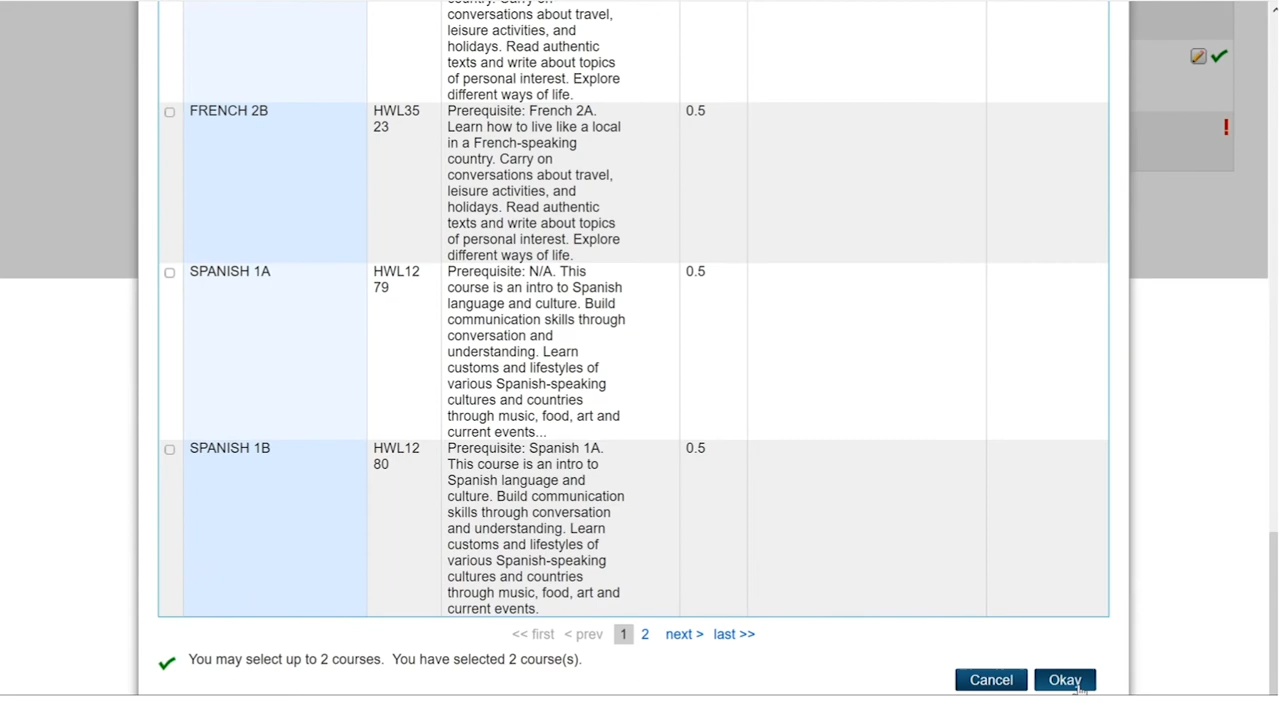 country. Carry on
conversations about travel,
leisure activities, and
holidays. Read authentic
texts and write about topics
of personal interest. Explore
different ways of life.
FRENCH 2B
HWL35
23
Prerequisite: French 2A.
Learn how to live like a local
in a French-speaking
country. Carry on
conversations about travel,
leisure activities, and
holidays. Read authentic
texts and write about topics
of personal interest. Explore
different ways of life.
0.5
SPANISH 1A
HWL12
79
Prerequisite: N/A. This
course is an intro to Spanish
language and culture. Build
communication skills through
conversation and
understanding. Learn
customs and lifestyles of
various Spanish-speaking
cultures and countries
through music, food, art and
current events...
0.5
SPANISH 1B
HWL12
80
Prerequisite: Spanish 1A.
This course is an intro to
Spanish language and
culture. Build communication
skills through conversation
and understanding. Learn
customs and lifestyles of
various Spanish-speaking
cultures and countries
through music, food, art and
current events.
0.5
<< first < prev 1 2 next > last >>
You may select up to 2 courses. You have selected 2 course(s).
Cancel Okay